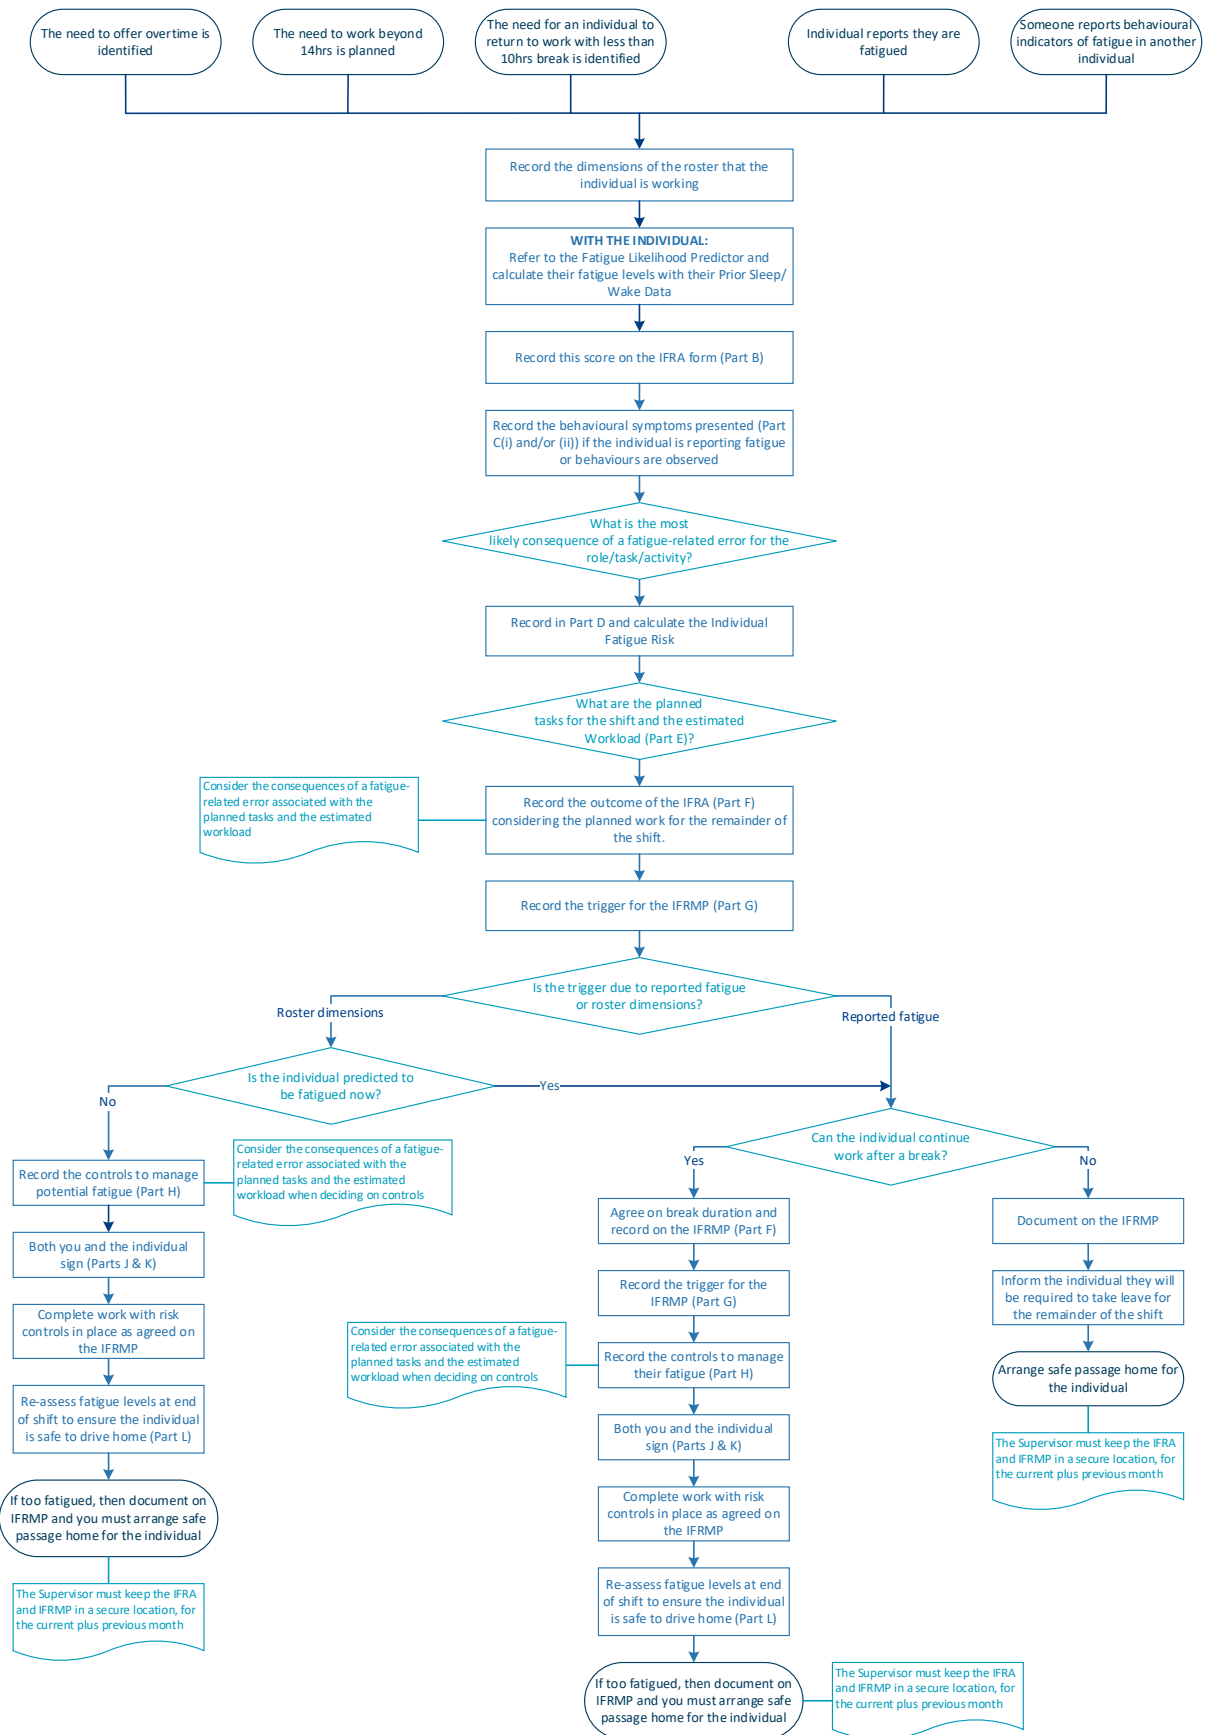 The need to offer overtime is
identified
The need to work beyond
14hrs is planned
The need for an individual to
return to work with less than
10hrs break is identified
Individual reports they are
fatigued
Someone reports behavioural
indicators of fatigue in another
individual
Record the dimensions of the roster that the
individual is working
WITH THE INDIVIDUAL:
Refer to the Fatigue Likelihood Predictor and
calculate their fatigue levels with their Prior Sleep/
Wake Data
Record this score on the IFRA form (Part B)
Record the behavioural symptoms presented (Part
C(i) and/or (ii)) if the individual is reporting fatigue
or behaviours are observed
What is the most
likely consequence of a fatigue-related error for the
role/task/activity?
Record in Part D and calculate the Individual
Fatigue Risk
What are the planned
tasks for the shift and the estimated
Workload (Part E)?
Consider the consequences of a fatigue-
related error associated with the
planned tasks and the estimated
workload
Record the outcome of the IFRA (Part F)
considering the planned work for the remainder of
the shift.
Record the trigger for the IFRMP (Part G)
Is the trigger due to reported fatigue
or roster dimensions?
Roster dimensions
Reported fatigue
Is the individual predicted to
be fatigued now?
Yes
No
Can the individual continue
work after a break?
Yes
No
Record the controls to manage
potential fatigue (Part H)
Consider the consequences of a fatigue-
related error associated with the
planned tasks and the estimated
workload when deciding on controls
Both you and the individual
sign (Parts J & K)
Complete work with risk
controls in place as agreed on
the IFRMP
Re-assess fatigue levels at end
of shift to ensure the individual
is safe to drive home (Part L)
If too fatigued, then document on
IFRMP and you must arrange safe
passage home for the individual
The Supervisor must keep the IFRA
and IFRMP in a secure location, for
the current plus previous month
Agree on break duration and
record on the IFRMP (Part F)
Record the trigger for the
IFRMP (Part G)
Consider the consequences of a fatigue-
related error associated with the
planned tasks and the estimated
workload when deciding on controls
Record the controls to manage
their fatigue (Part H)
Both you and the individual
sign (Parts J & K)
Complete work with risk
controls in place as agreed on
the IFRMP
Re-assess fatigue levels at end
of shift to ensure the individual
is safe to drive home (Part L)
If too fatigued, then document on
IFRMP and you must arrange safe
passage home for the individual
The Supervisor must keep the IFRA
and IFRMP in a secure location, for
the current plus previous month
Document on the IFRMP
Inform the individual they will
be required to take leave for
the remainder of the shift
Arrange safe passage home for
the individual
The Supervisor must keep the IFRA
and IFRMP in a secure location, for
the current plus previous month